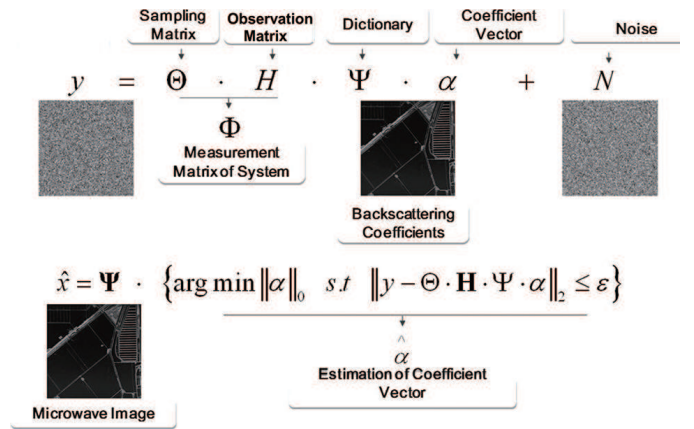 Sampling Matrix
Observation Matrix
Dictionary
Coefficient Vector
Noise
y = Θ · H · Ψ · α + N
Φ
Measurement Matrix of System
Backscattering Coefficients
x̂ = Ψ · {arg min ‖α‖₀ s.t ‖y − Θ · H · Ψ · α‖₂ ≤ ε}
α̂
Estimation of Coefficient Vector
Microwave Image